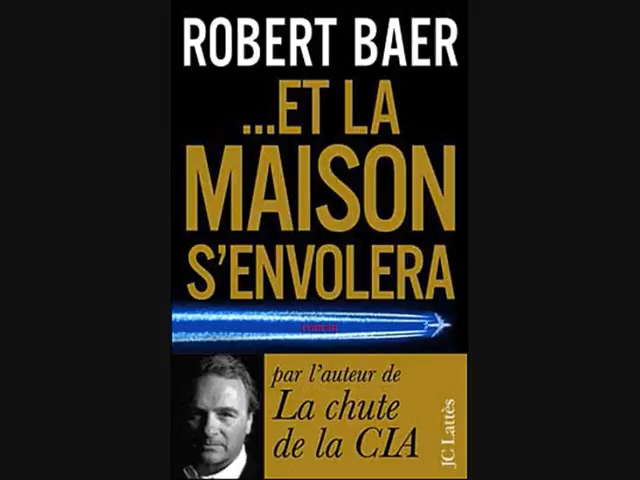 ROBERT BAER
...ET LA
MAISON
S'ENVOLERA
roman
par l'auteur de
La chute
de la CIA
JC Lattès